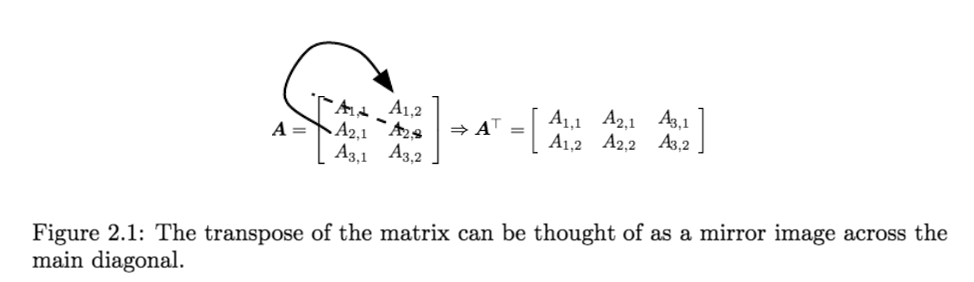 A = [ A1,1 A1,2 ⇒ A⊤ = [ A1,1 A2,1 A3,1 ]
A2,1 A2,2 A1,2 A2,2 A3,2
A3,1 A3,2 ]
Figure 2.1: The transpose of the matrix can be thought of as a mirror image across the
main diagonal.